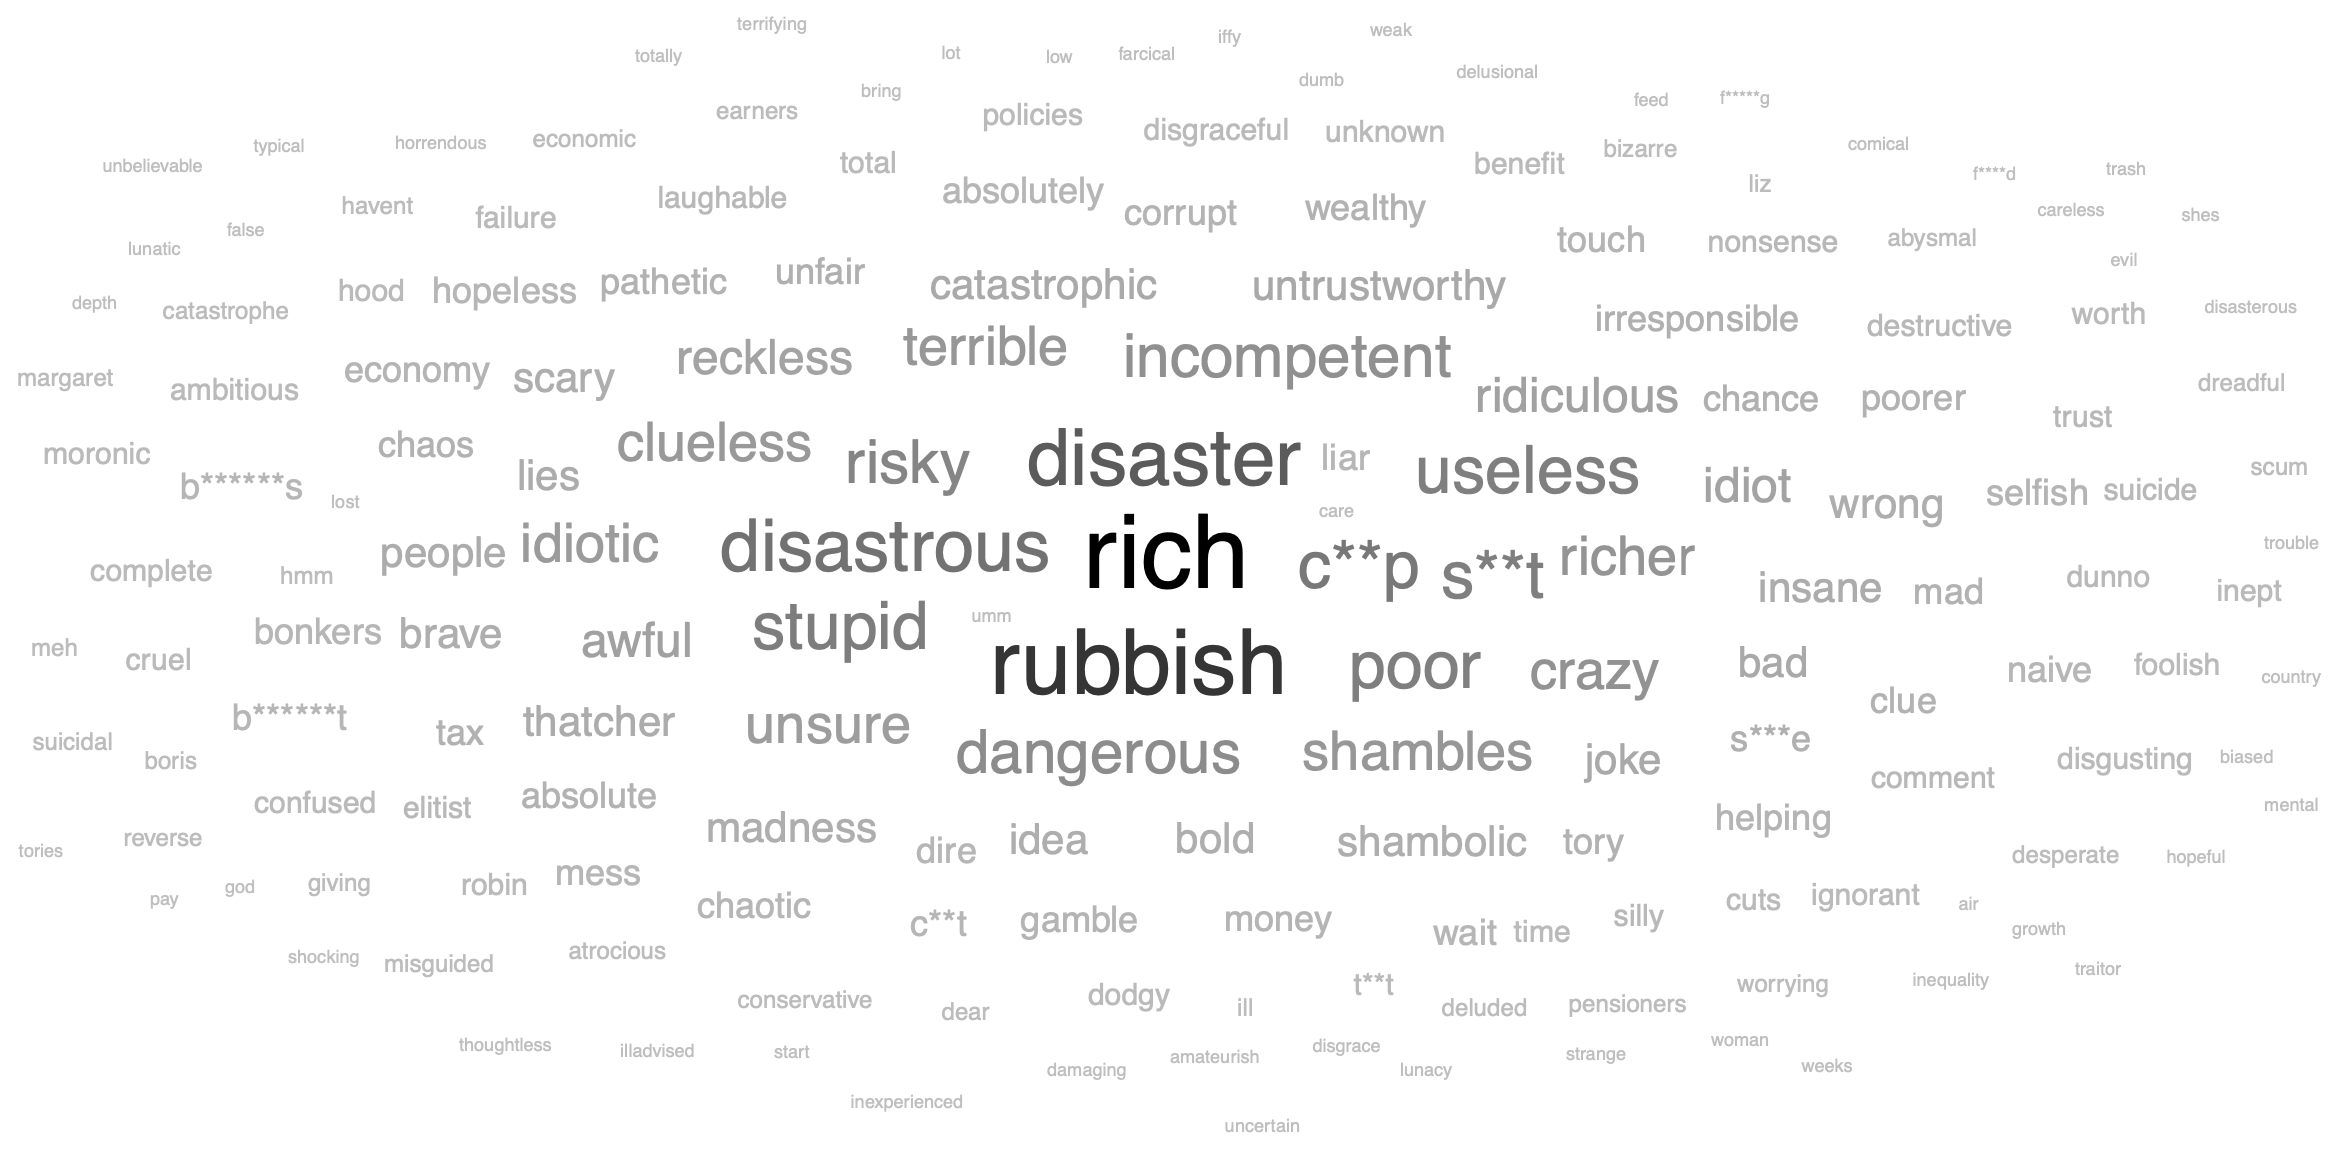 terrifying
weak
iffy
totally
lot
low
farcical
dumb
delusional
bring
feed
f*****g
earners
policies
disgraceful
unknown
typical
horrendous
economic
comical
unbelievable
total
benefit
bizarre
f****d
trash
havent
failure
laughable
absolutely
corrupt
wealthy
liz
careless
shes
lunatic
false
touch
nonsense
abysmal
evil
depth
catastrophe
hood
hopeless
pathetic
unfair
catastrophic
untrustworthy
irresponsible
destructive
worth
disasterous
margaret
ambitious
economy
scary
reckless
terrible
incompetent
ridiculous
chance
poorer
trust
dreadful
moronic
chaos
clueless
risky
disaster
liar
useless
idiot
wrong
selfish
suicide
scum
b******s
lost
lies
care
people
idiotic
disastrous
rich
c**p
s**t
richer
trouble
complete
hmm
insane
mad
dunno
inept
meh
cruel
bonkers
brave
awful
stupid
umm
rubbish
poor
crazy
bad
naive
foolish
country
suicidal
boris
b******t
tax
thatcher
unsure
dangerous
shambles
joke
s***e
clue
comment
disgusting
biased
confused
elitist
absolute
madness
dire
idea
bold
shambolic
tory
helping
mental
tories
reverse
pay
god
giving
robin
mess
chaotic
c**t
gamble
money
wait
time
silly
cuts
ignorant
air
desperate
hopeful
growth
shocking
misguided
atrocious
conservative
dear
dodgy
ill
t**t
deluded
pensioners
worrying
inequality
traitor
thoughtless
illadvised
start
damaging
amateurish
disgrace
lunacy
strange
woman
weeks
inexperienced
uncertain